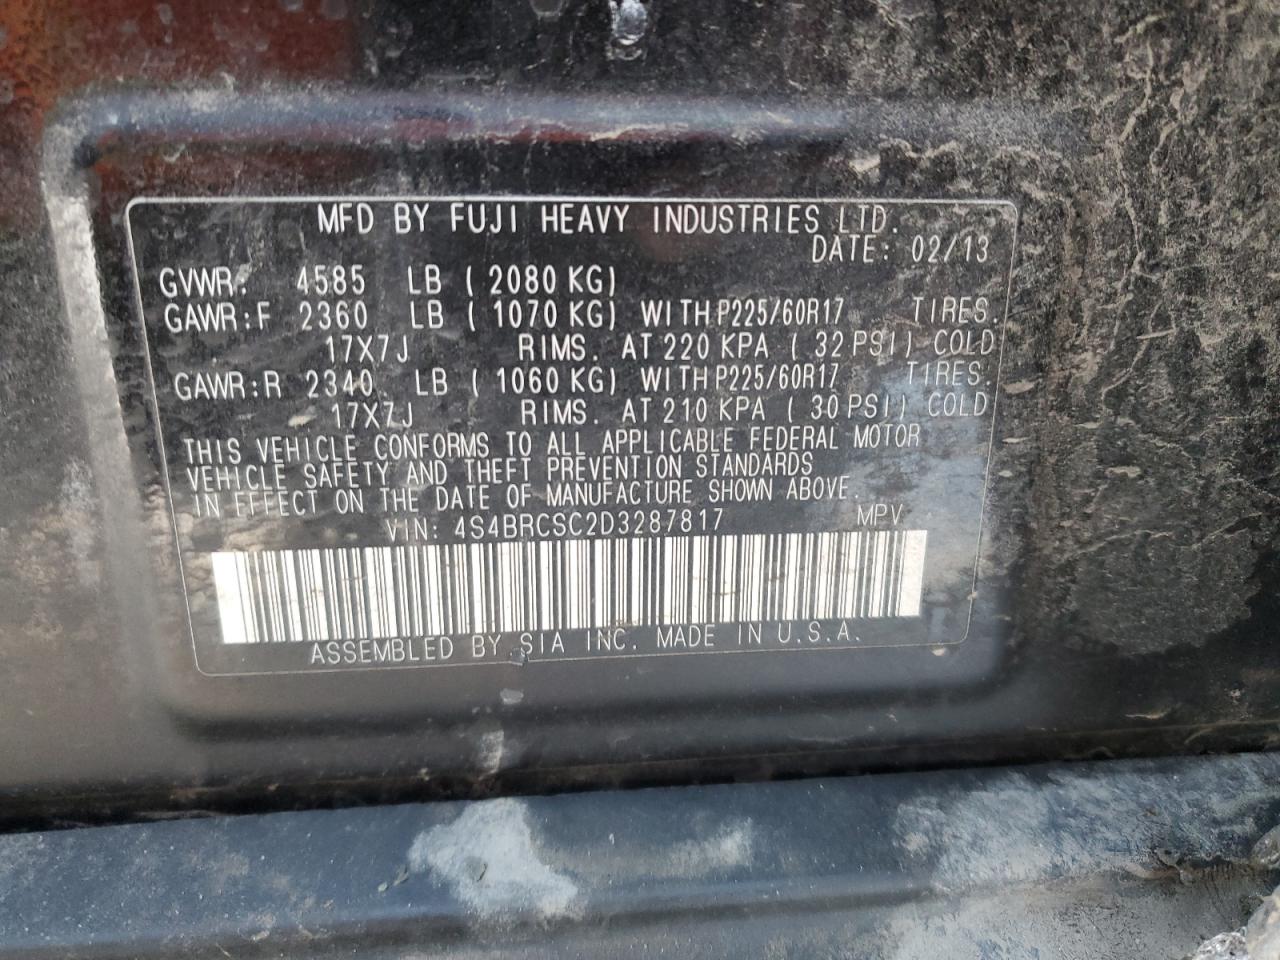 MFD BY FUJI HEAVY INDUSTRIES LTD.
DATE: 02/13
GVWR: 4585 LB ( 2080 KG)
GAWR:F 2360 LB ( 1070 KG) WITH P225/60R17 TIRES.
17X7J RIMS. AT 220 KPA ( 32 PSI) COLD
GAWR:R 2340 LB ( 1060 KG) WITH P225/60R17 TIRES.
17X7J RIMS. AT 210 KPA ( 30 PSI) COLD
THIS VEHICLE CONFORMS TO ALL APPLICABLE FEDERAL MOTOR
VEHICLE SAFETY AND THEFT PREVENTION STANDARDS
IN EFFECT ON THE DATE OF MANUFACTURE SHOWN ABOVE.
VIN: 4S4BRCSC2D3287817 MPV
ASSEMBLED BY SIA INC. MADE IN U.S.A.